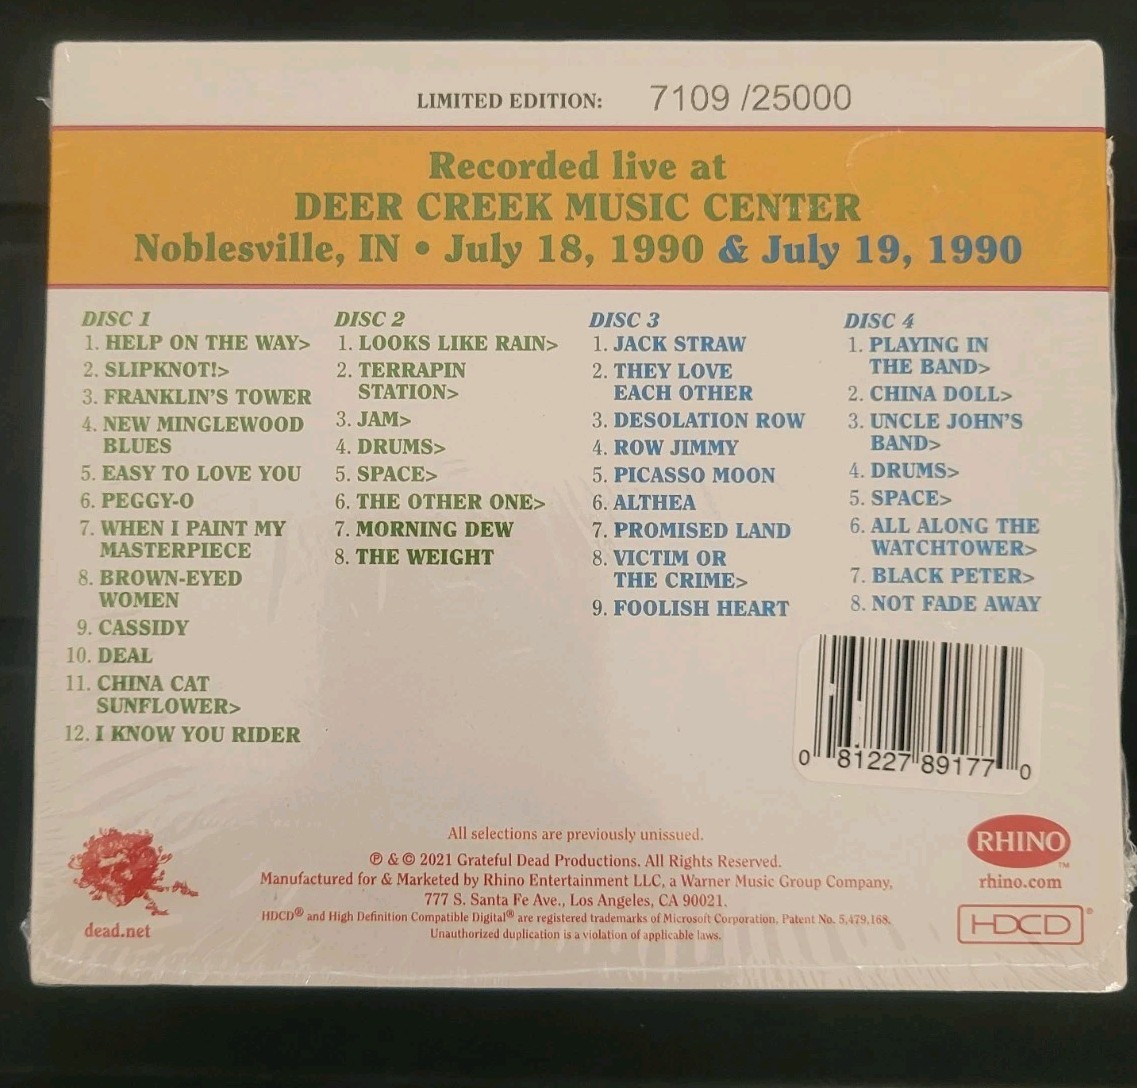 LIMITED EDITION: 7109 /25000
Recorded live at
DEER CREEK MUSIC CENTER
Noblesville, IN • July 18, 1990 & July 19, 1990
DISC 1
1. HELP ON THE WAY>
2. SLIPKNOT!>
3. FRANKLIN'S TOWER
4. NEW MINGLEWOOD
BLUES
5. EASY TO LOVE YOU
6. PEGGY-O
7. WHEN I PAINT MY
MASTERPIECE
8. BROWN-EYED
WOMEN
9. CASSIDY
10. DEAL
11. CHINA CAT
SUNFLOWER>
12. I KNOW YOU RIDER
DISC 2
1. LOOKS LIKE RAIN>
2. TERRAPIN
STATION>
3. JAM>
4. DRUMS>
5. SPACE>
6. THE OTHER ONE>
7. MORNING DEW
8. THE WEIGHT
DISC 3
1. JACK STRAW
2. THEY LOVE
EACH OTHER
3. DESOLATION ROW
4. ROW JIMMY
5. PICASSO MOON
6. ALTHEA
7. PROMISED LAND
8. VICTIM OR
THE CRIME>
9. FOOLISH HEART
DISC 4
1. PLAYING IN
THE BAND>
2. CHINA DOLL>
3. UNCLE JOHN'S
BAND>
4. DRUMS>
5. SPACE>
6. ALL ALONG THE
WATCHTOWER>
7. BLACK PETER>
8. NOT FADE AWAY
0 81227 89177 0
All selections are previously unissued.
℗ & © 2021 Grateful Dead Productions. All Rights Reserved.
Manufactured for & Marketed by Rhino Entertainment LLC, a Warner Music Group Company,
777 S. Santa Fe Ave., Los Angeles, CA 90021.
HDCD® and High Definition Compatible Digital® are registered trademarks of Microsoft Corporation. Patent No. 5,479,168.
Unauthorized duplication is a violation of applicable laws.
dead.net
RHINO™
rhino.com
HDCD®